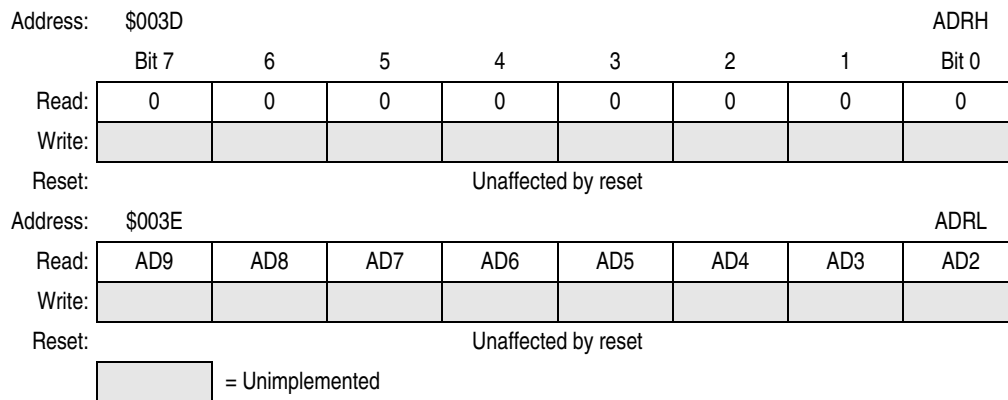 Address: $003D ADRH
Bit 7 6 5 4 3 2 1 Bit 0
Read: 0 0 0 0 0 0 0 0
Write:
Reset: Unaffected by reset
Address: $003E ADRL
Read: AD9 AD8 AD7 AD6 AD5 AD4 AD3 AD2
Write:
Reset: Unaffected by reset
= Unimplemented